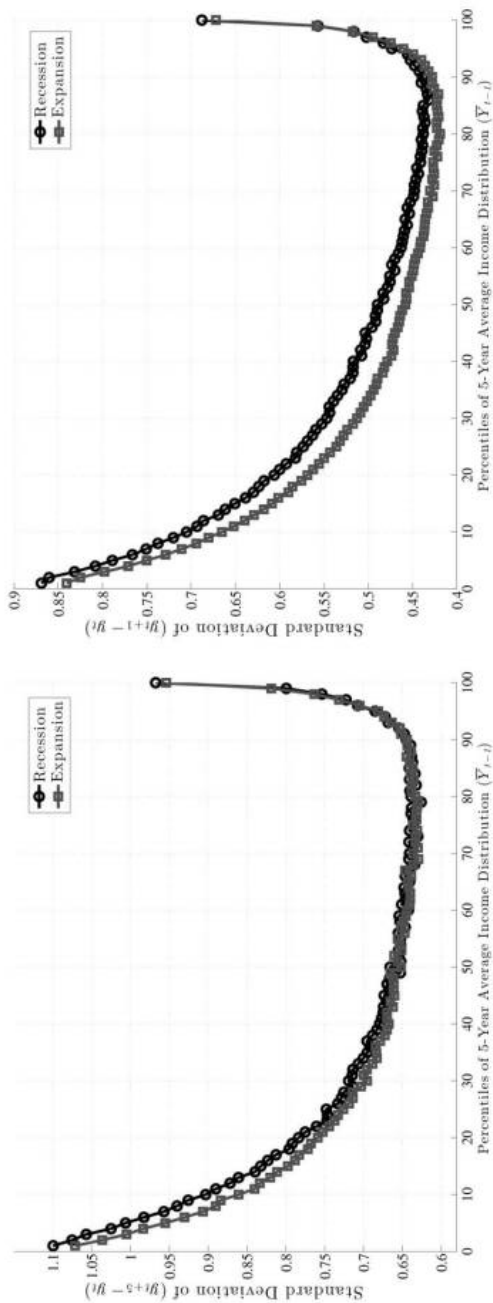 Standard Deviation of (y_{t+5} − y_t)
1.1
1.05
1
0.95
0.9
0.85
0.8
0.75
0.7
0.65
0.6
Recession
Expansion
0 10 20 30 40 50 60 70 80 90 100
Percentiles of 5-Year Average Income Distribution (Y̅_{t−1})
Standard Deviation of (y_{t+1} − y_t)
0.9
0.85
0.8
0.75
0.7
0.65
0.6
0.55
0.5
0.45
0.4
Recession
Expansion
0 10 20 30 40 50 60 70 80 90 100
Percentiles of 5-Year Average Income Distribution (Y̅_{t−1})